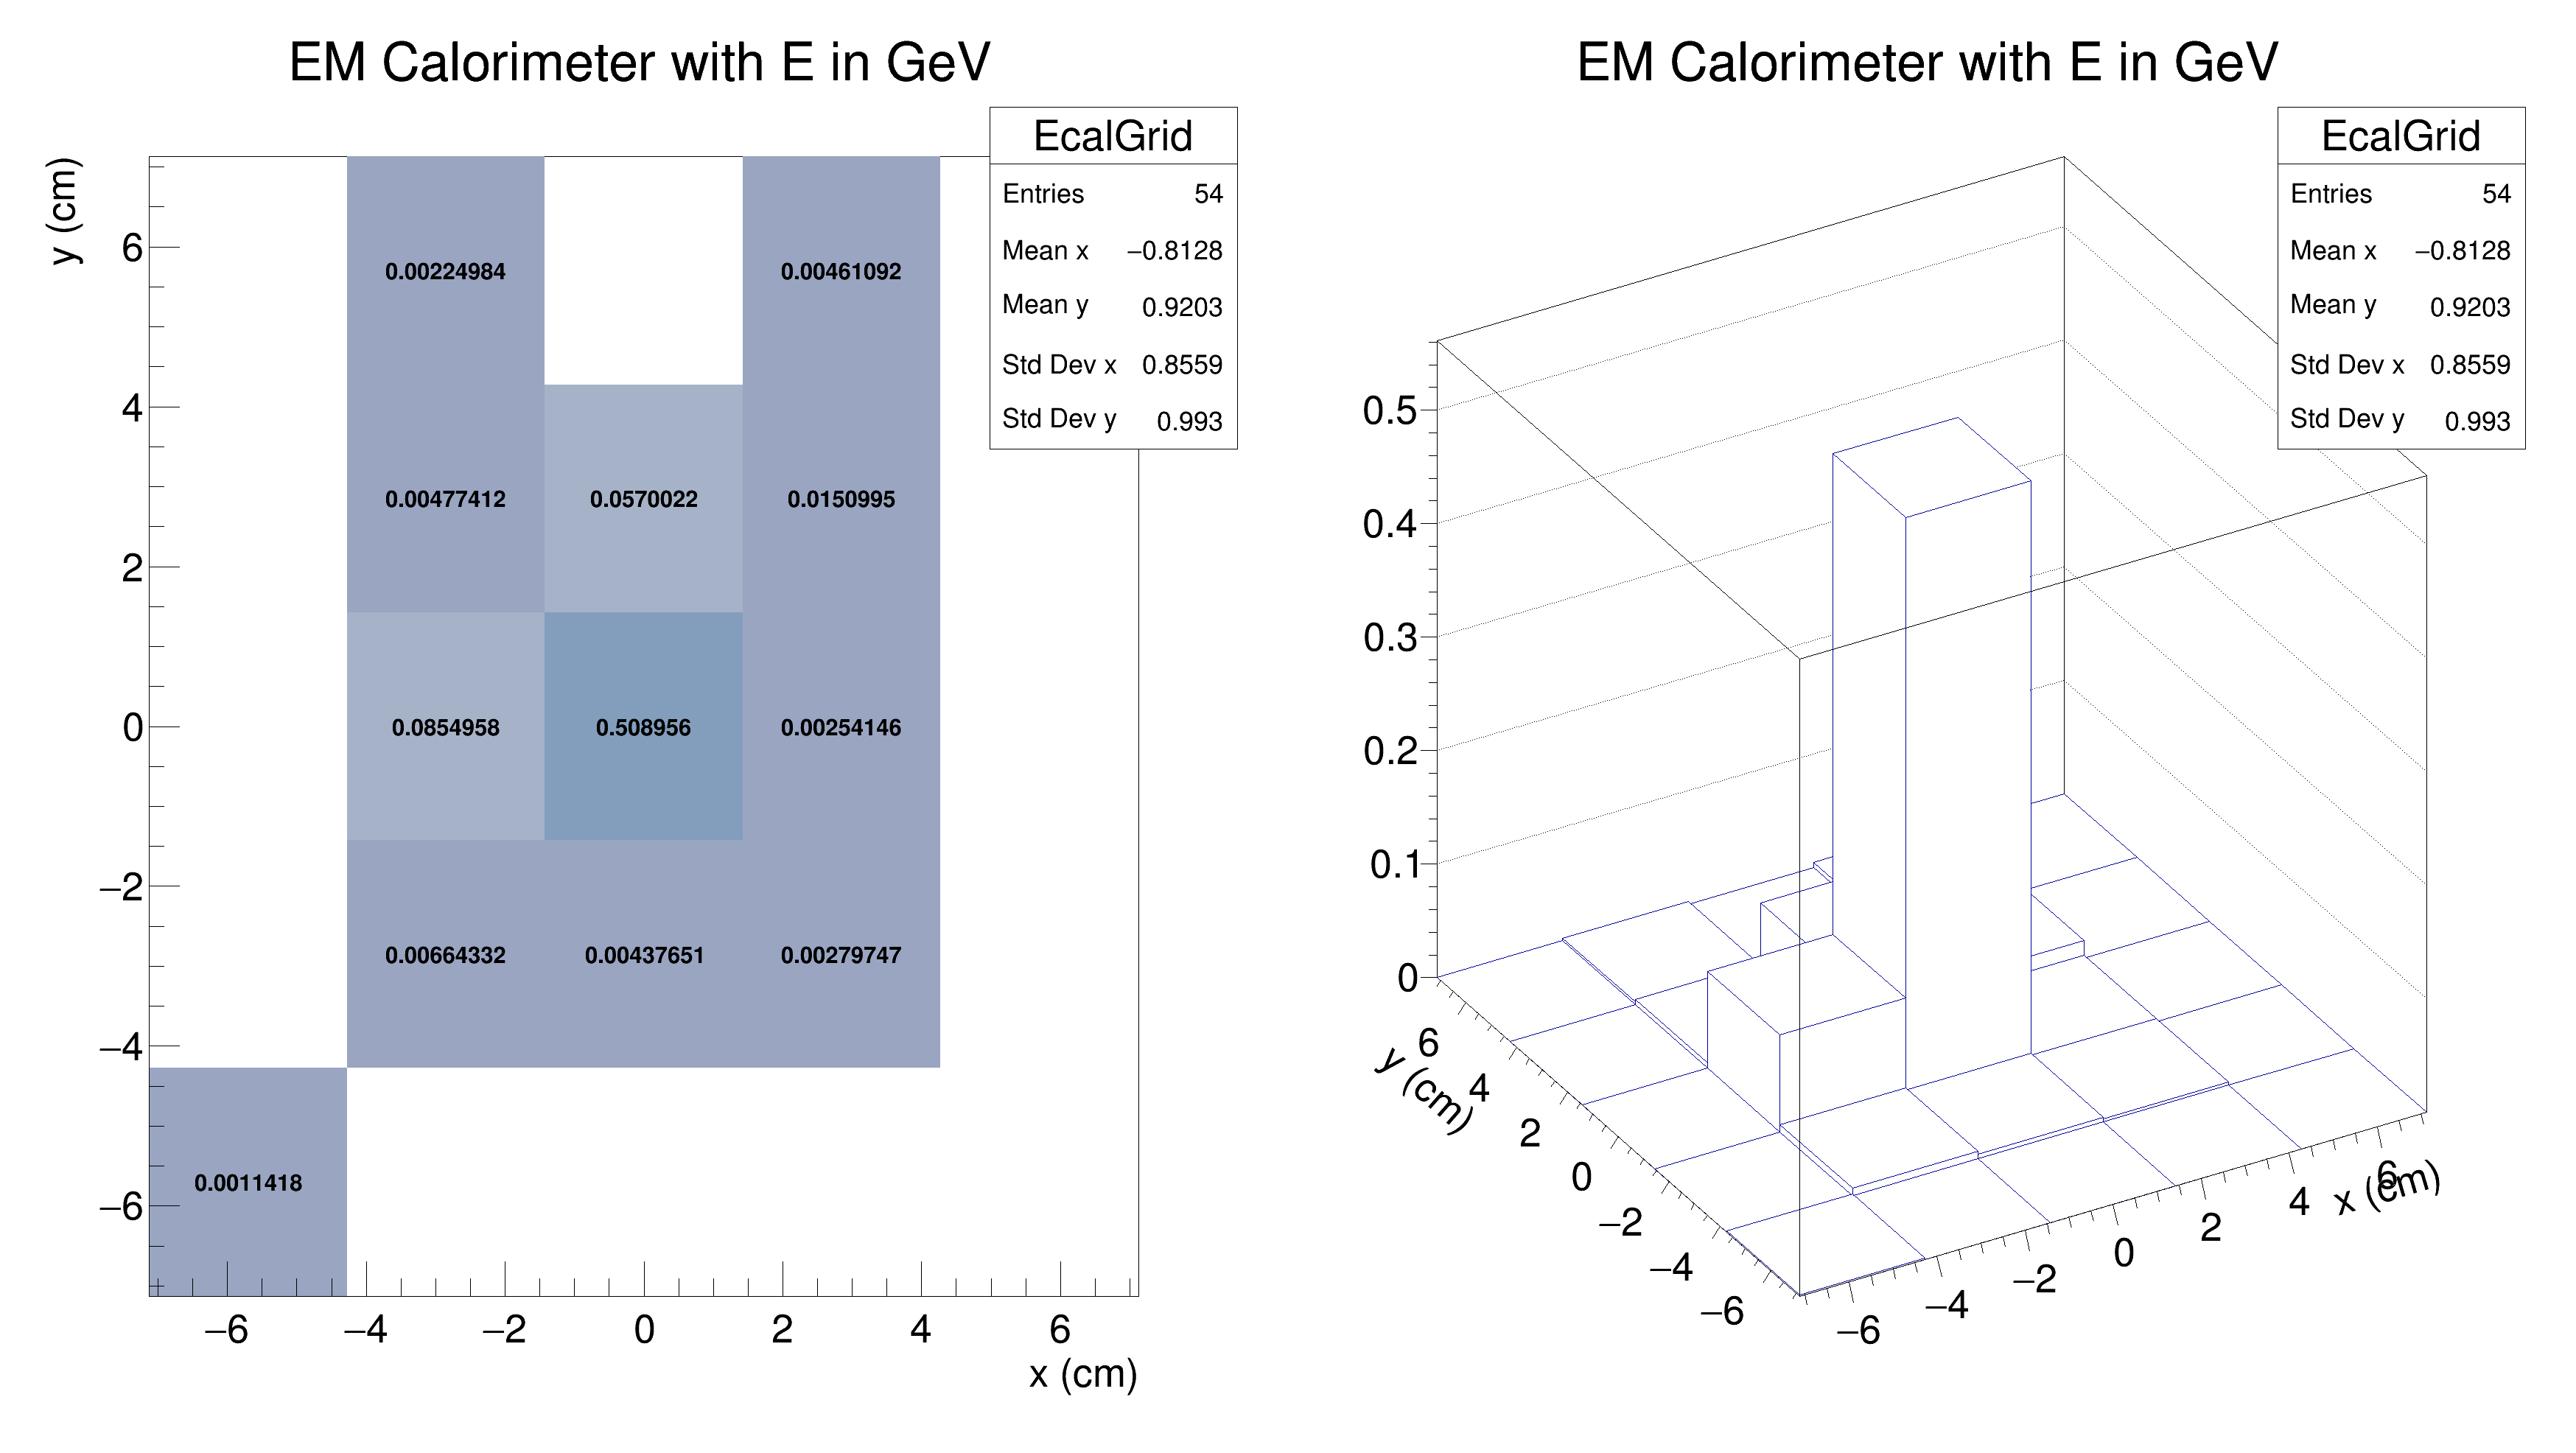 EM Calorimeter with E in GeV
EcalGrid
Entries 54
Mean x −0.8128
Mean y 0.9203
Std Dev x 0.8559
Std Dev y 0.993
y (cm)
6
4
2
0
−2
−4
−6
0.00224984 0.00461092
0.00477412 0.0570022 0.0150995
0.0854958 0.508956 0.00254146
0.00664332 0.00437651 0.00279747
0.0011418
−6 −4 −2 0 2 4 6
x (cm)
EM Calorimeter with E in GeV
EcalGrid
Entries 54
Mean x −0.8128
Mean y 0.9203
Std Dev x 0.8559
Std Dev y 0.993
0.5
0.4
0.3
0.2
0.1
0
6
4
2
0
−2
−4
−6
y (cm)
−6
−4
−2
0
2
4
6
x (cm)